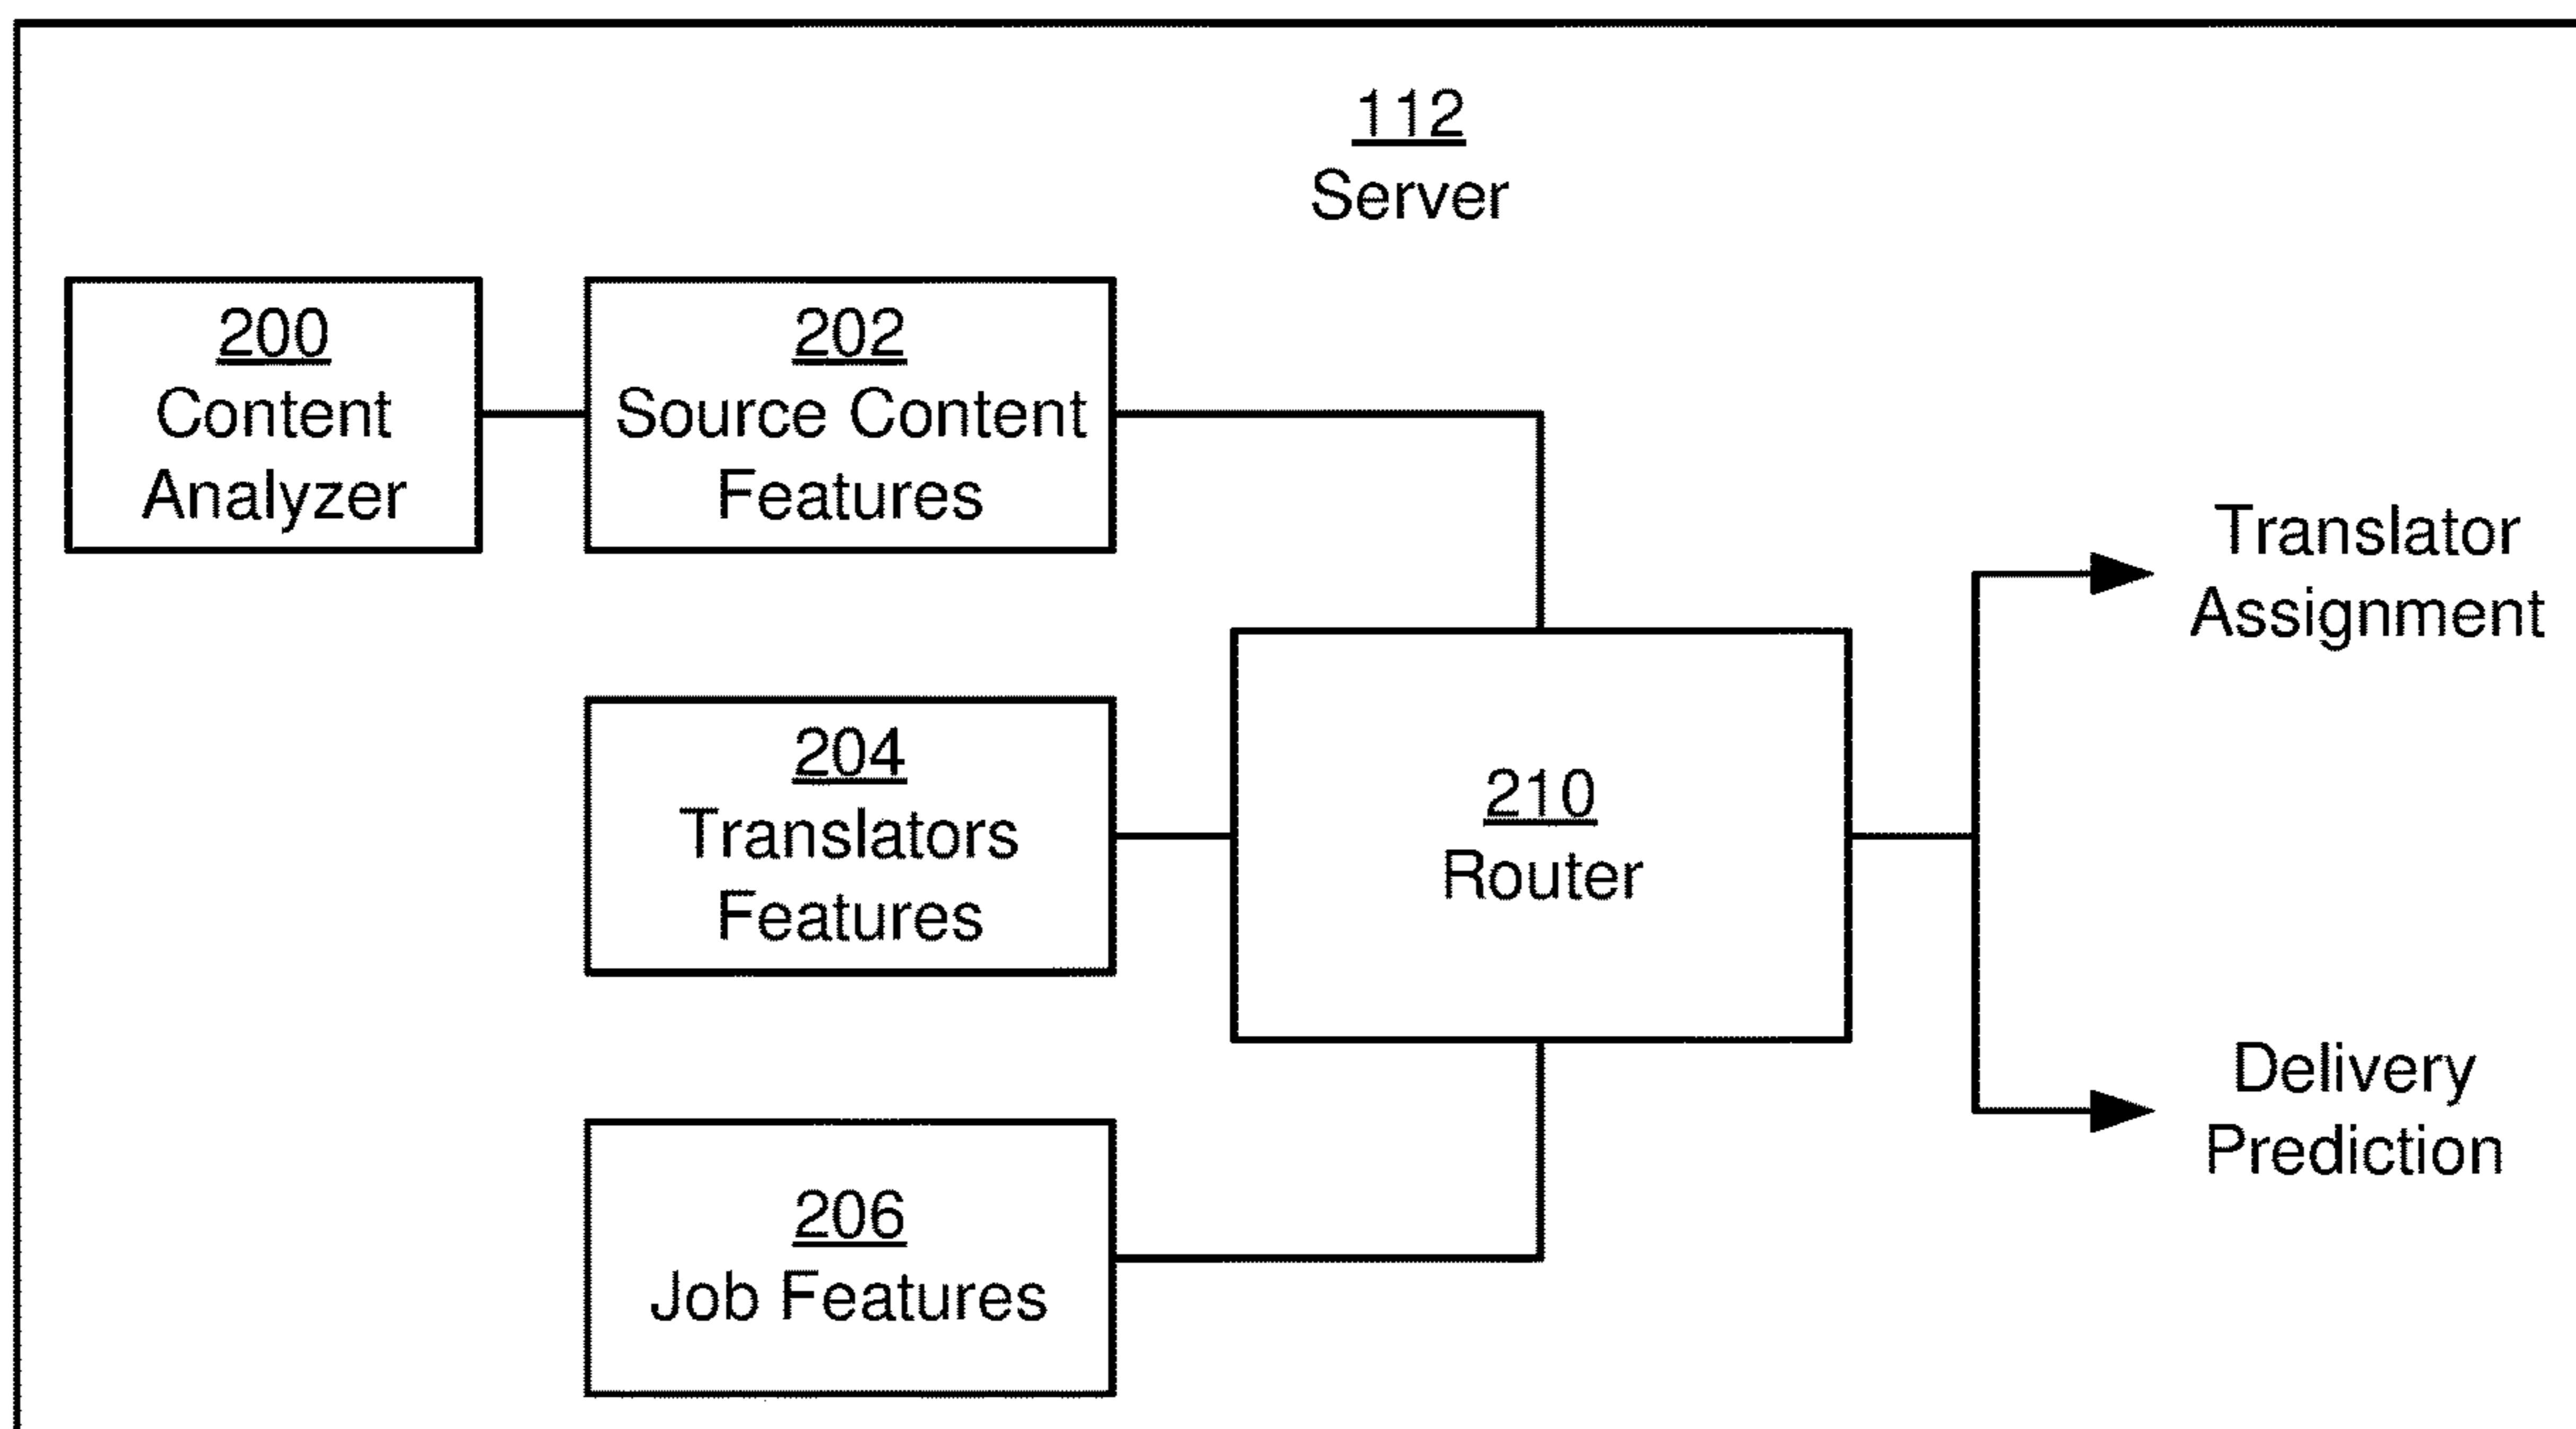 112
Server
200
Content
Analyzer
202
Source Content
Features
204
Translators
Features
206
Job Features
210
Router
Translator
Assignment
Delivery
Prediction